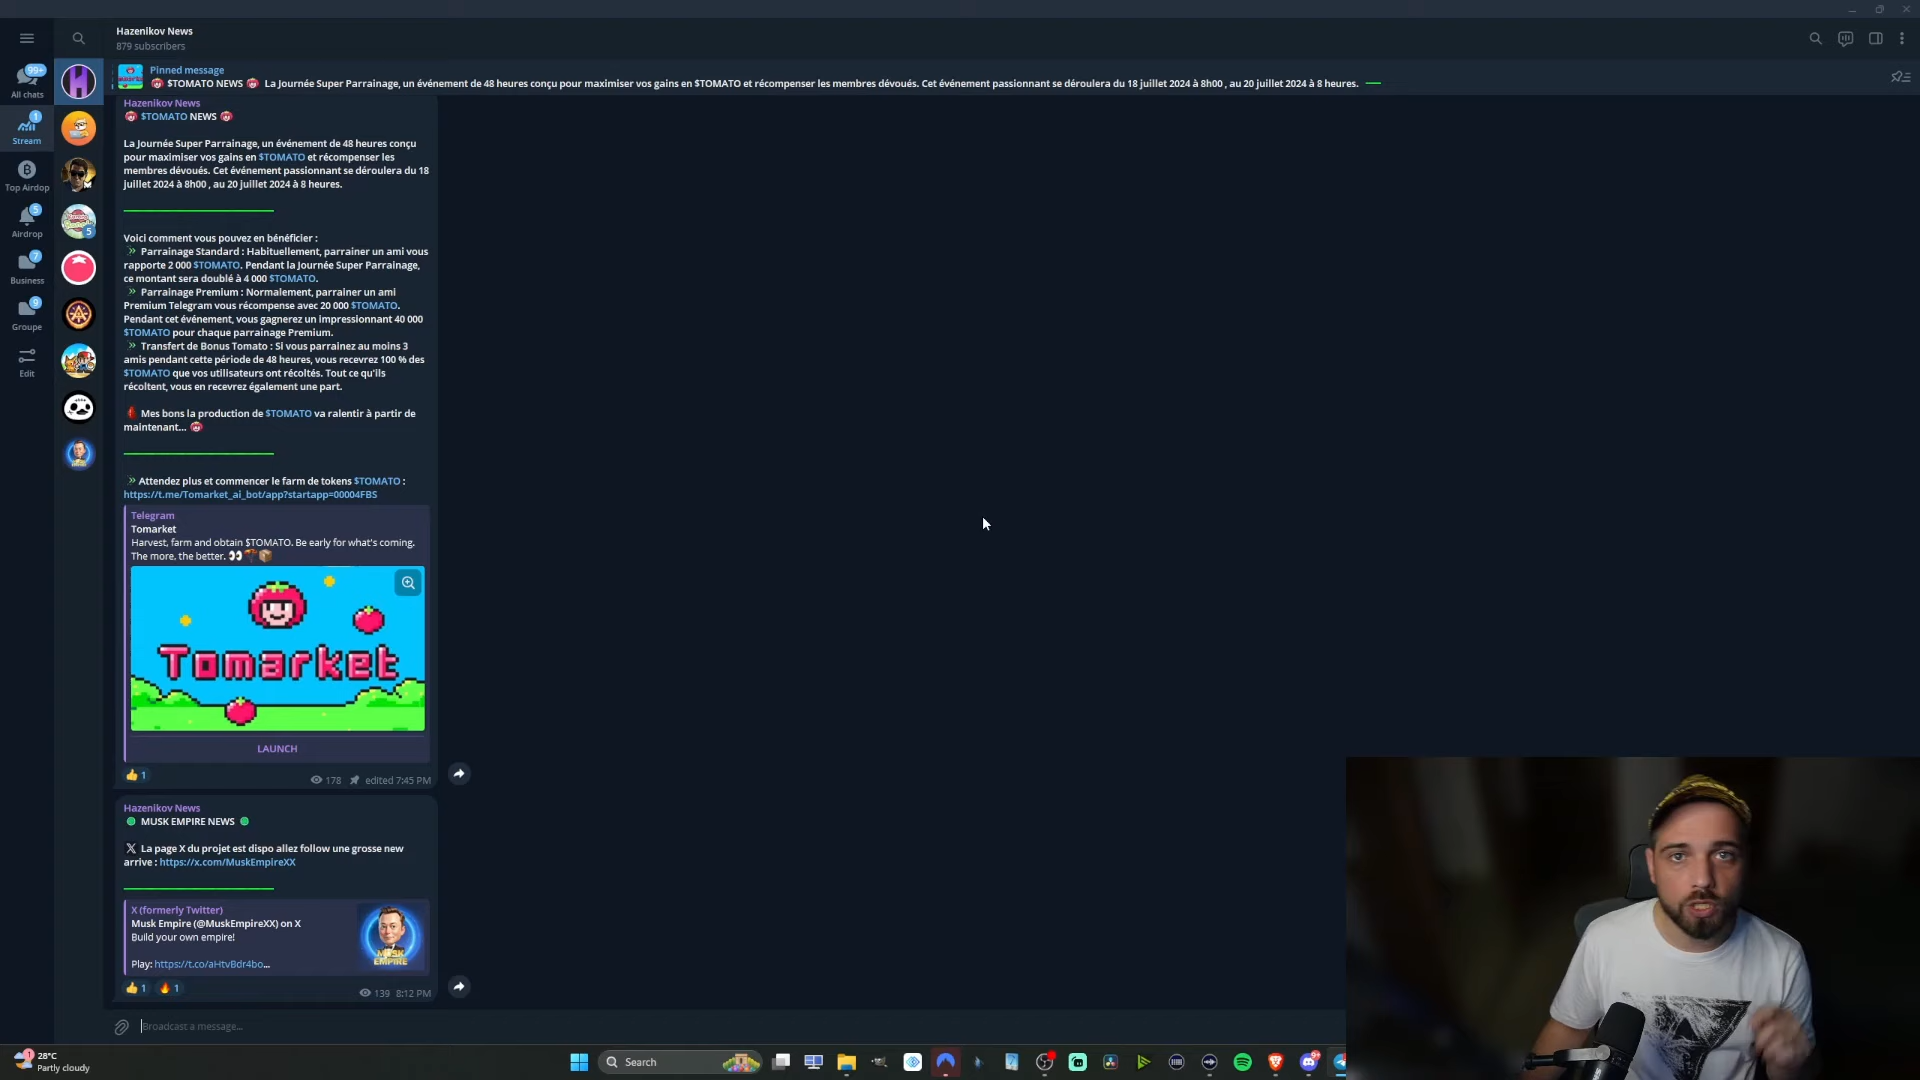 Hazenikov News
879 subscribers
Pinned message
$TOMATO NEWS La Journée Super Parrainage, un événement de 48 heures conçu pour maximiser vos gains en $TOMATO et récompenser les membres dévoués. Cet événement passionnant se déroulera du 18 juillet 2024 à 8h00 , au 20 juillet 2024 à 8 heures.
99+
All chats
1
Stream
Top Airdop
5
Airdrop
7
Business
9
Groupe
Edit
5
Hazenikov News
$TOMATO NEWS
La Journée Super Parrainage, un événement de 48 heures conçu
pour maximiser vos gains en $TOMATO et récompenser les
membres dévoués. Cet événement passionnant se déroulera du 18
juillet 2024 à 8h00 , au 20 juillet 2024 à 8 heures.
Voici comment vous pouvez en bénéficier :
» Parrainage Standard : Habituellement, parrainer un ami vous
rapporte 2 000 $TOMATO. Pendant la Journée Super Parrainage,
ce montant sera doublé à 4 000 $TOMATO.
» Parrainage Premium : Normalement, parrainer un ami
Premium Telegram vous récompense avec 20 000 $TOMATO.
Pendant cet événement, vous gagnerez un impressionnant 40 000
$TOMATO pour chaque parrainage Premium.
» Transfert de Bonus Tomato : Si vous parrainez au moins 3
amis pendant cette période de 48 heures, vous recevrez 100 % des
$TOMATO que vos utilisateurs ont récoltés. Tout ce qu'ils
récoltent, vous en recevrez également une part.
Mes bons la production de $TOMATO va ralentir à partir de
maintenant...
» Attendez plus et commencer le farm de tokens $TOMATO :
https://t.me/Tomarket_ai_bot/app?startapp=00004FBS
Telegram
Tomarket
Harvest, farm and obtain $TOMATO. Be early for what's coming.
The more, the better.
Tomarket
LAUNCH
1
178 edited 7:45 PM
Hazenikov News
MUSK EMPIRE NEWS
X La page X du projet est dispo allez follow une grosse new
arrive : https://x.com/MuskEmpireXX
X (formerly Twitter)
Musk Empire (@MuskEmpireXX) on X
Build your own empire!
Play: https://t.co/aHtvBdr4bo...
MUSK
EMPIRE
1 1
139 8:12 PM
Broadcast a message...
1
28°C
Partly cloudy
Search